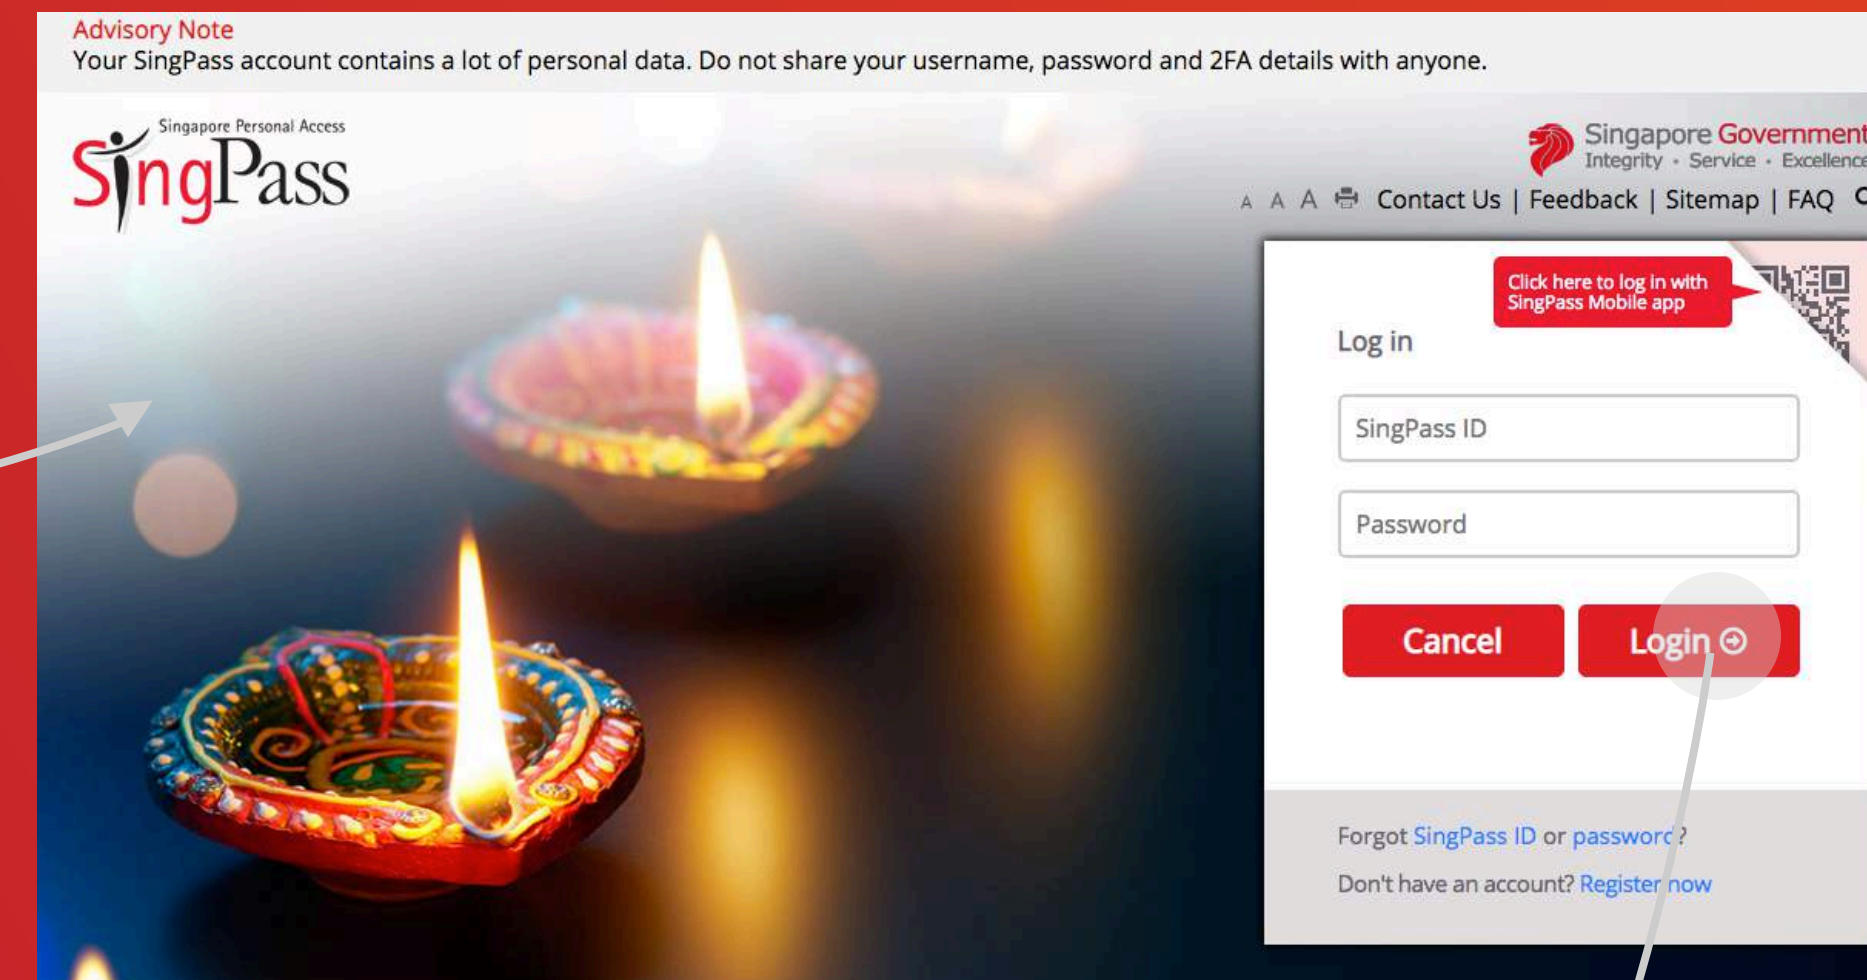 Advisory Note
Your SingPass account contains a lot of personal data. Do not share your username, password and 2FA details with anyone.
Singapore Personal Access
SingPass
Singapore Government
Integrity · Service · Excellence
A A A Contact Us | Feedback | Sitemap | FAQ
Click here to log in with
SingPass Mobile app
Log in
SingPass ID
Password
Cancel
Login
Forgot SingPass ID or password?
Don't have an account? Register now